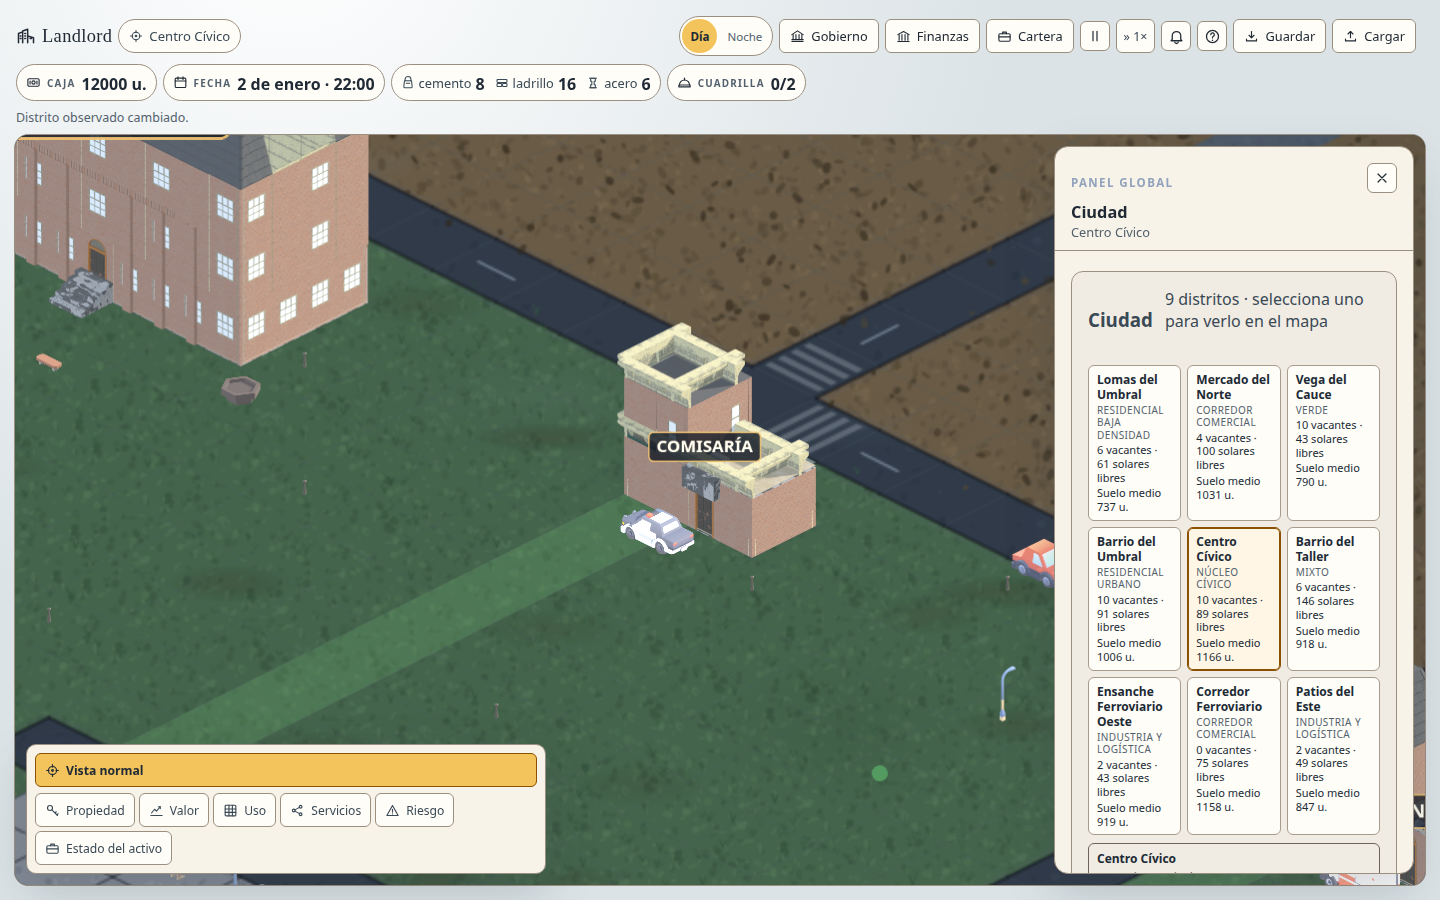 Landlord
Centro Cívico
Día
Noche
Gobierno
Finanzas
Cartera
» 1×
Guardar
Cargar
CAJA 12000 u.
FECHA 2 de enero · 22:00
cemento 8 ladrillo 16 acero 6
CUADRILLA 0/2
Distrito observado cambiado.
COMISARÍA
Vista normal
Propiedad
Valor
Uso
Servicios
Riesgo
Estado del activo
PANEL GLOBAL
Ciudad
Centro Cívico
Ciudad
9 distritos · selecciona uno
para verlo en el mapa
Lomas del
Umbral
RESIDENCIAL
BAJA
DENSIDAD
6 vacantes ·
61 solares
libres
Suelo medio
737 u.
Mercado del
Norte
CORREDOR
COMERCIAL
4 vacantes ·
100 solares
libres
Suelo medio
1031 u.
Vega del
Cauce
VERDE
10 vacantes ·
43 solares
libres
Suelo medio
790 u.
Barrio del
Umbral
RESIDENCIAL
URBANO
10 vacantes ·
91 solares
libres
Suelo medio
1006 u.
Centro
Cívico
NÚCLEO
CÍVICO
10 vacantes ·
89 solares
libres
Suelo medio
1166 u.
Barrio del
Taller
MIXTO
6 vacantes ·
146 solares
libres
Suelo medio
918 u.
Ensanche
Ferroviario
Oeste
INDUSTRIA Y
LOGÍSTICA
2 vacantes ·
43 solares
libres
Suelo medio
919 u.
Corredor
Ferroviario
CORREDOR
COMERCIAL
0 vacantes ·
75 solares
libres
Suelo medio
1158 u.
Patios del
Este
INDUSTRIA Y
LOGÍSTICA
2 vacantes ·
49 solares
libres
Suelo medio
847 u.
Centro Cívico